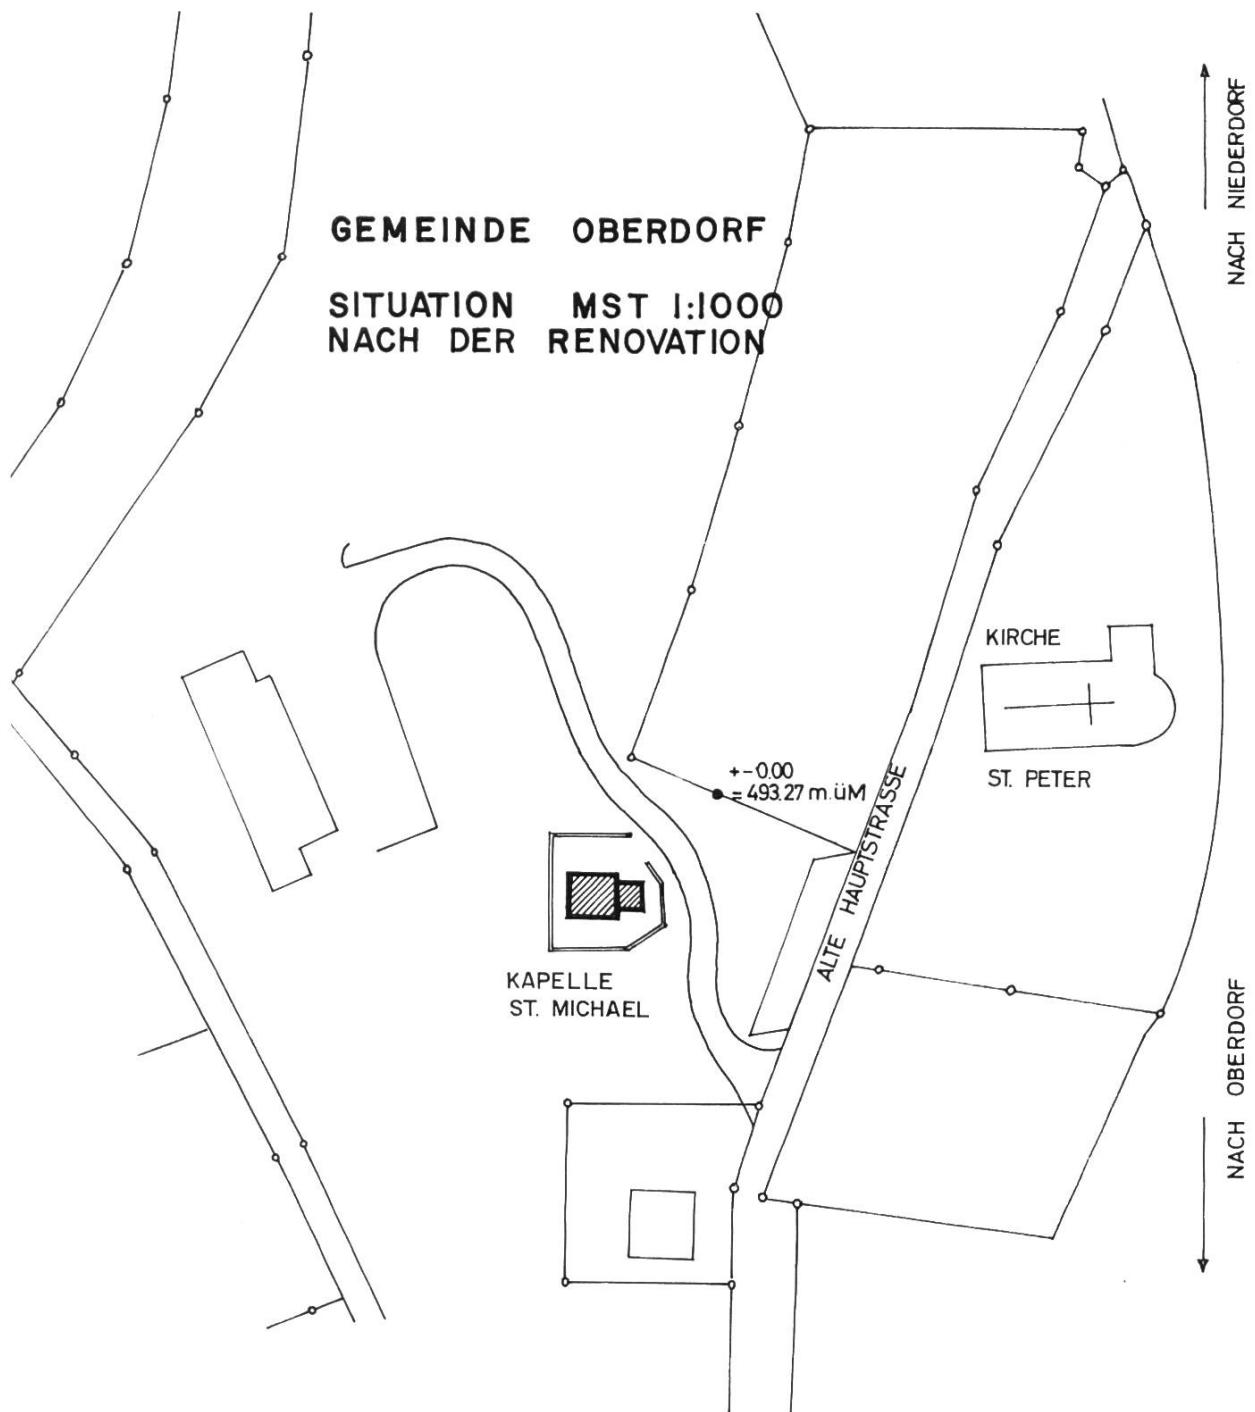 GEMEINDE OBERDORF
SITUATION MST 1:1000
NACH DER RENOVATION
NACH NIEDERDORF
KIRCHE
ST. PETER
+-0.00
= 493.27 m.üM
ALTE HAUPTSTRASSE
KAPELLE
ST. MICHAEL
NACH OBERDORF